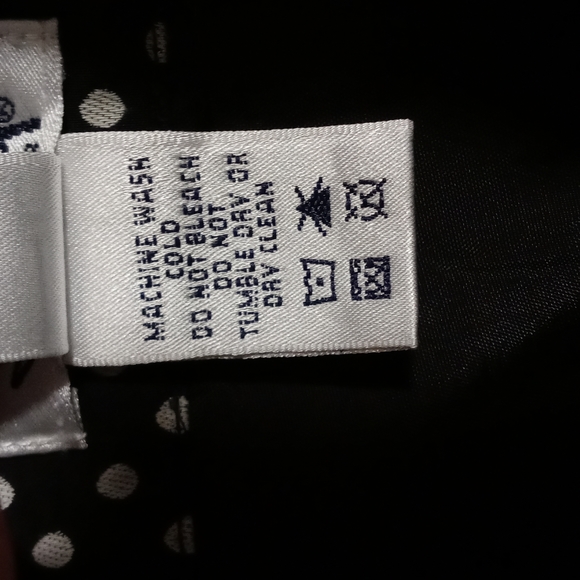 MACHINE WASH
COLD
DO NOT BLEACH
DO NOT
TUMBLE DRY OR
DRY CLEAN